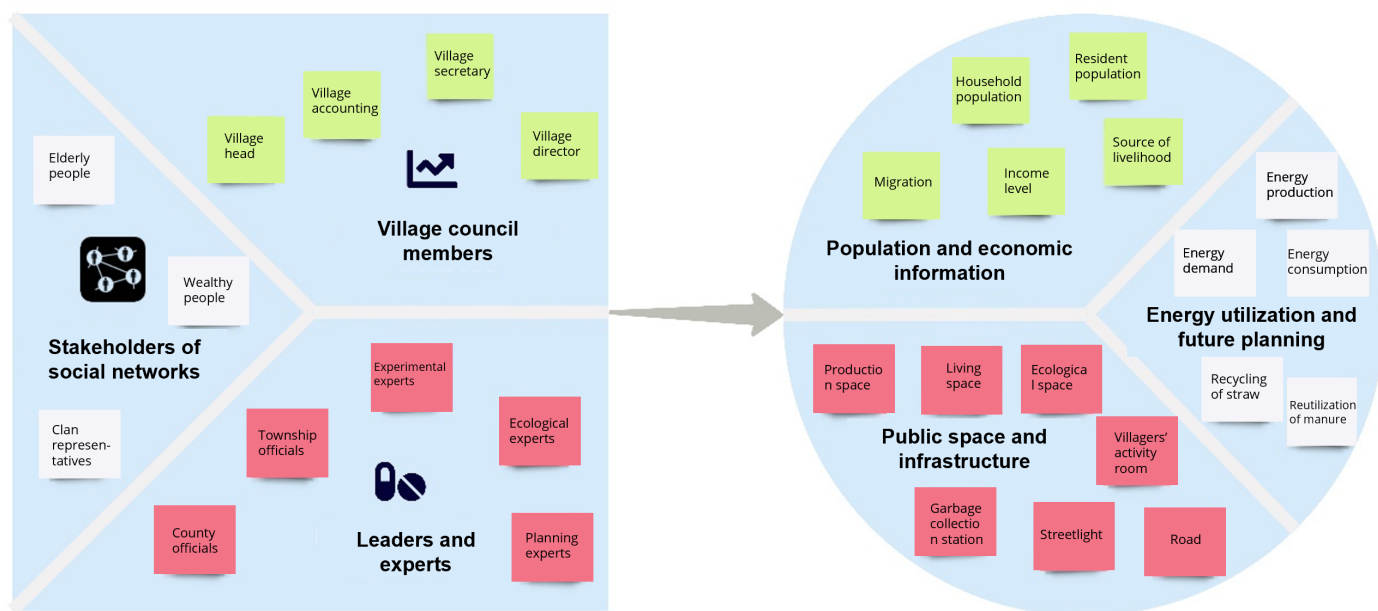 Village
secretary
Village
accounting
Village
head
Village
director
Village council
members
Elderly
people
Wealthy
people
Stakeholders of
social networks
Clan
represen-
tatives
Experimental
experts
Township
officials
Ecological
experts
County
officials
Planning
experts
Leaders and
experts
Resident
population
Household
population
Source of
livelihood
Migration
Income
level
Population and economic
information
Energy
production
Energy
demand
Energy
consumption
Energy utilization and
future planning
Recycling
of straw
Reutilization
of manure
Productio
n space
Living
space
Ecologica
l space
Public space and
infrastructure
Villagers’
activity
room
Garbage
collectio
n station
Streetlight
Road